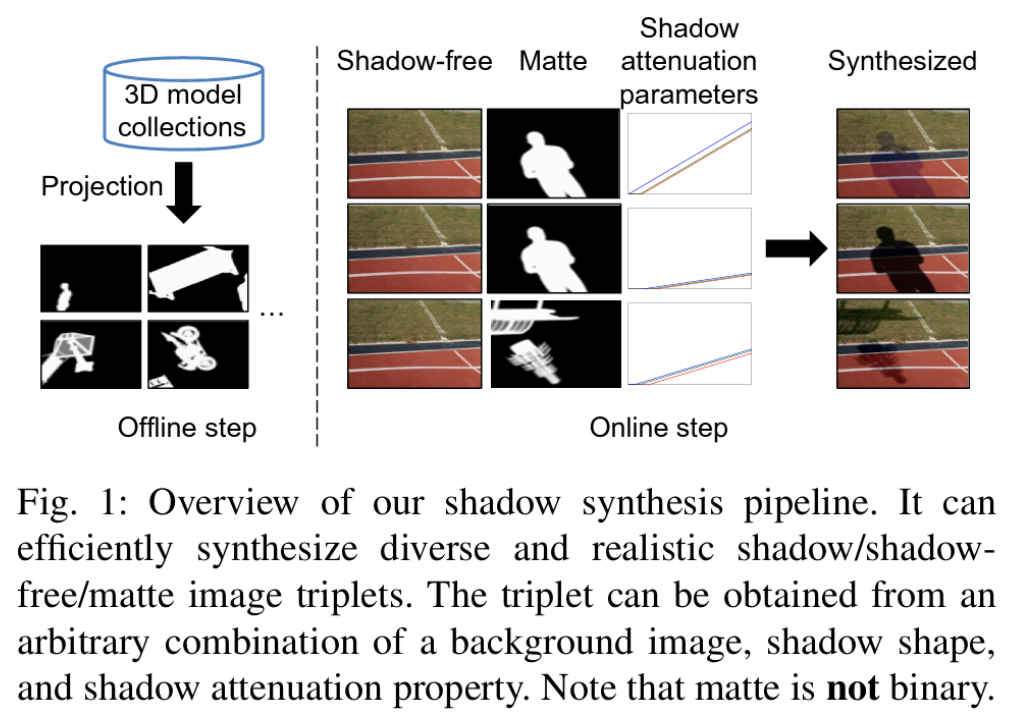 3D model
collections
Projection
...
Offline step
Shadow-free
Matte
Shadow
attenuation
parameters
Synthesized
Online step
Fig. 1: Overview of our shadow synthesis pipeline. It can
efficiently synthesize diverse and realistic shadow/shadow-
free/matte image triplets. The triplet can be obtained from an
arbitrary combination of a background image, shadow shape,
and shadow attenuation property. Note that matte is not binary.